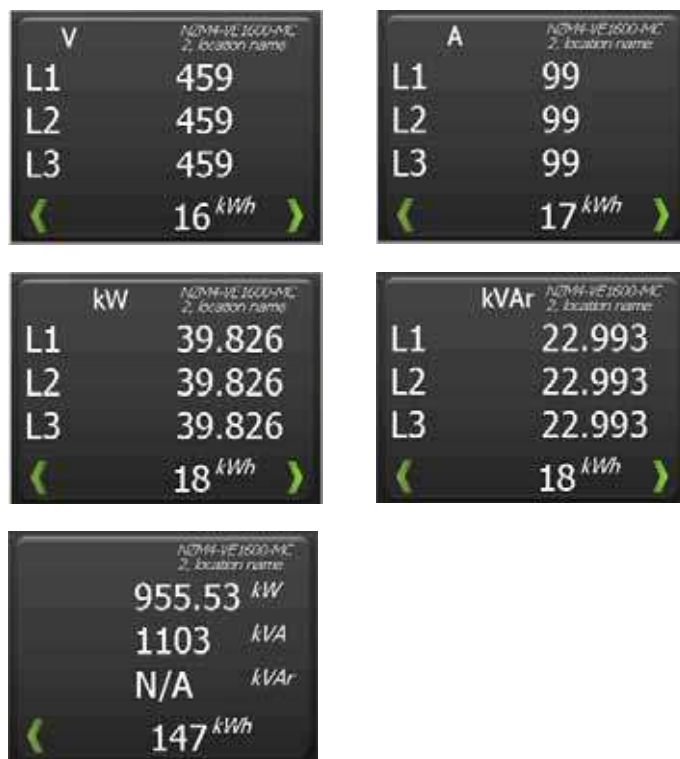 V NZM4-VE1600-MC
2, location name
L1 459
L2 459
L3 459
16 kWh
A NZM4-VE1600-MC
2, location name
L1 99
L2 99
L3 99
17 kWh
kW NZM4-VE1600-MC
2, location name
L1 39.826
L2 39.826
L3 39.826
18 kWh
kVAr NZM4-VE1600-MC
2, location name
L1 22.993
L2 22.993
L3 22.993
18 kWh
NZM4-VE1600-MC
2, location name
955.53 kW
1103 kVA
N/A kVAr
147 kWh